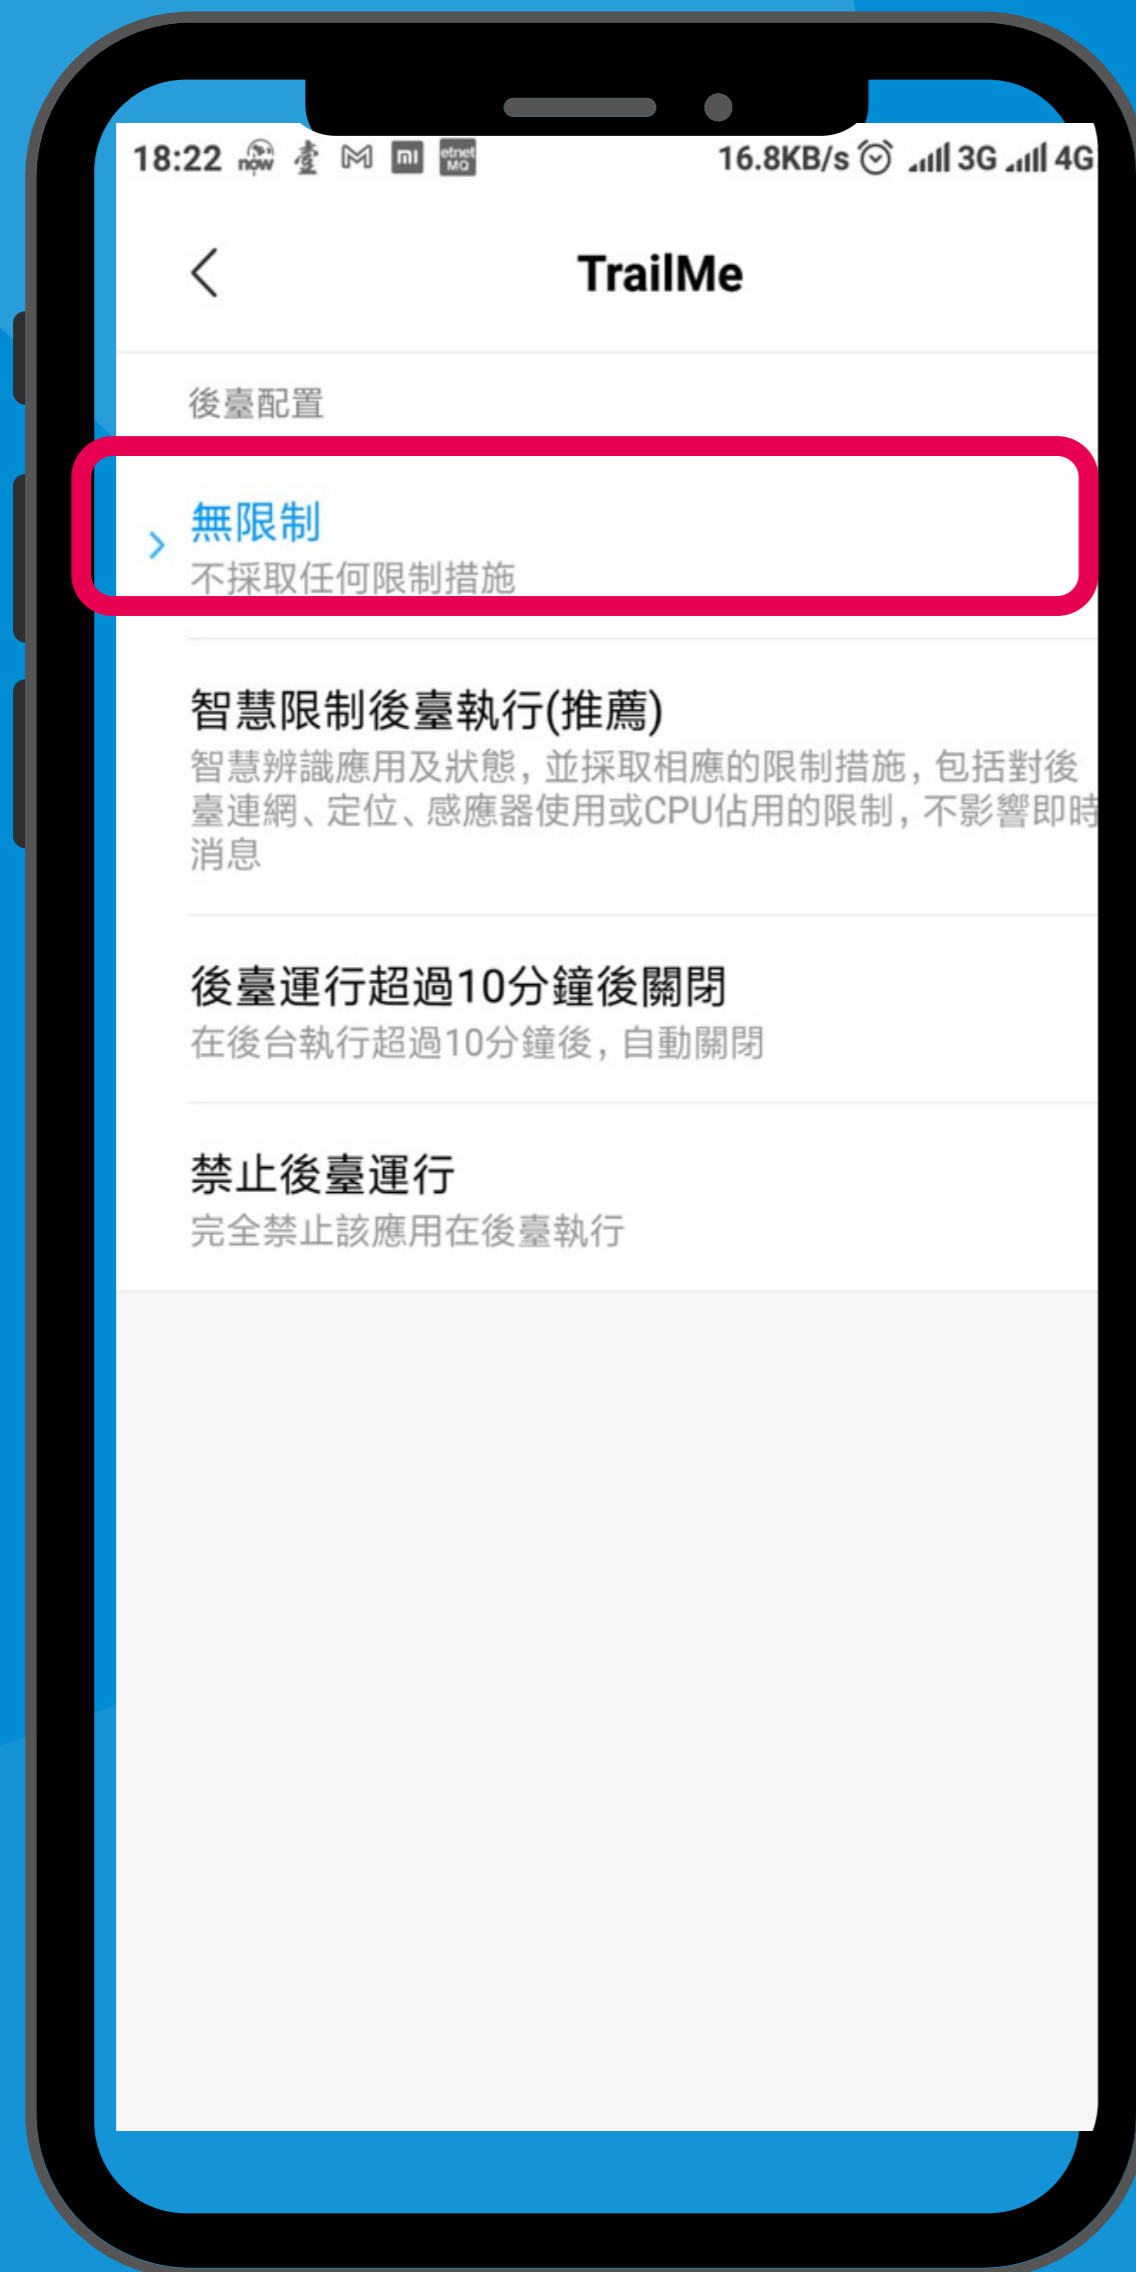 18:22 now 壹 etnet MQ 16.8KB/s 3G 4G
TrailMe
後臺配置
無限制
不採取任何限制措施
智慧限制後臺執行(推薦)
智慧辨識應用及狀態, 並採取相應的限制措施, 包括對後
臺連網、定位、感應器使用或CPU佔用的限制, 不影響即時
消息
後臺運行超過10分鐘後關閉
在後台執行超過10分鐘後, 自動關閉
禁止後臺運行
完全禁止該應用在後臺執行